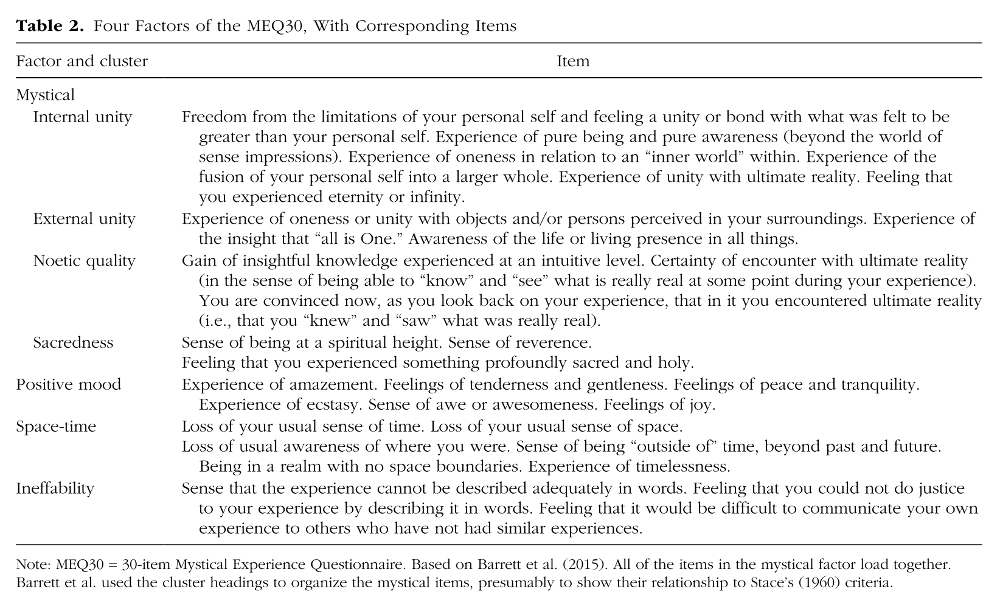 Table 2. Four Factors of the MEQ30, With Corresponding Items
Factor and cluster Item
Mystical
Internal unity Freedom from the limitations of your personal self and feeling a unity or bond with what was felt to be
greater than your personal self. Experience of pure being and pure awareness (beyond the world of
sense impressions). Experience of oneness in relation to an “inner world” within. Experience of the
fusion of your personal self into a larger whole. Experience of unity with ultimate reality. Feeling that
you experienced eternity or infinity.
External unity Experience of oneness or unity with objects and/or persons perceived in your surroundings. Experience of
the insight that “all is One.” Awareness of the life or living presence in all things.
Noetic quality Gain of insightful knowledge experienced at an intuitive level. Certainty of encounter with ultimate reality
(in the sense of being able to “know” and “see” what is really real at some point during your experience).
You are convinced now, as you look back on your experience, that in it you encountered ultimate reality
(i.e., that you “knew” and “saw” what was really real).
Sacredness Sense of being at a spiritual height. Sense of reverence.
Feeling that you experienced something profoundly sacred and holy.
Positive mood Experience of amazement. Feelings of tenderness and gentleness. Feelings of peace and tranquility.
Experience of ecstasy. Sense of awe or awesomeness. Feelings of joy.
Space-time Loss of your usual sense of time. Loss of your usual sense of space.
Loss of usual awareness of where you were. Sense of being “outside of” time, beyond past and future.
Being in a realm with no space boundaries. Experience of timelessness.
Ineffability Sense that the experience cannot be described adequately in words. Feeling that you could not do justice
to your experience by describing it in words. Feeling that it would be difficult to communicate your own
experience to others who have not had similar experiences.
Note: MEQ30 = 30-item Mystical Experience Questionnaire. Based on Barrett et al. (2015). All of the items in the mystical factor load together.
Barrett et al. used the cluster headings to organize the mystical items, presumably to show their relationship to Stace’s (1960) criteria.